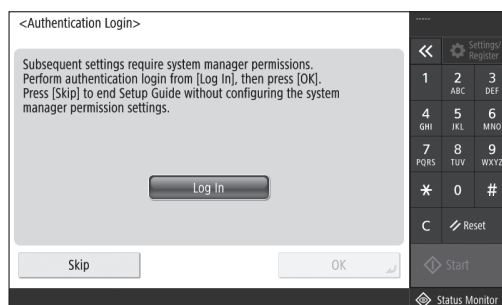 <Authentication Login>
Subsequent settings require system manager permissions.
Perform authentication login from [Log In], then press [OK].
Press [Skip] to end Setup Guide without configuring the system
manager permission settings.
Log In
Skip
OK
Settings/
Register
1
2
ABC
3
DEF
4
GHI
5
JKL
6
MNO
7
PQRS
8
TUV
9
WXYZ
*
0
#
C
Reset
Start
Status Monitor